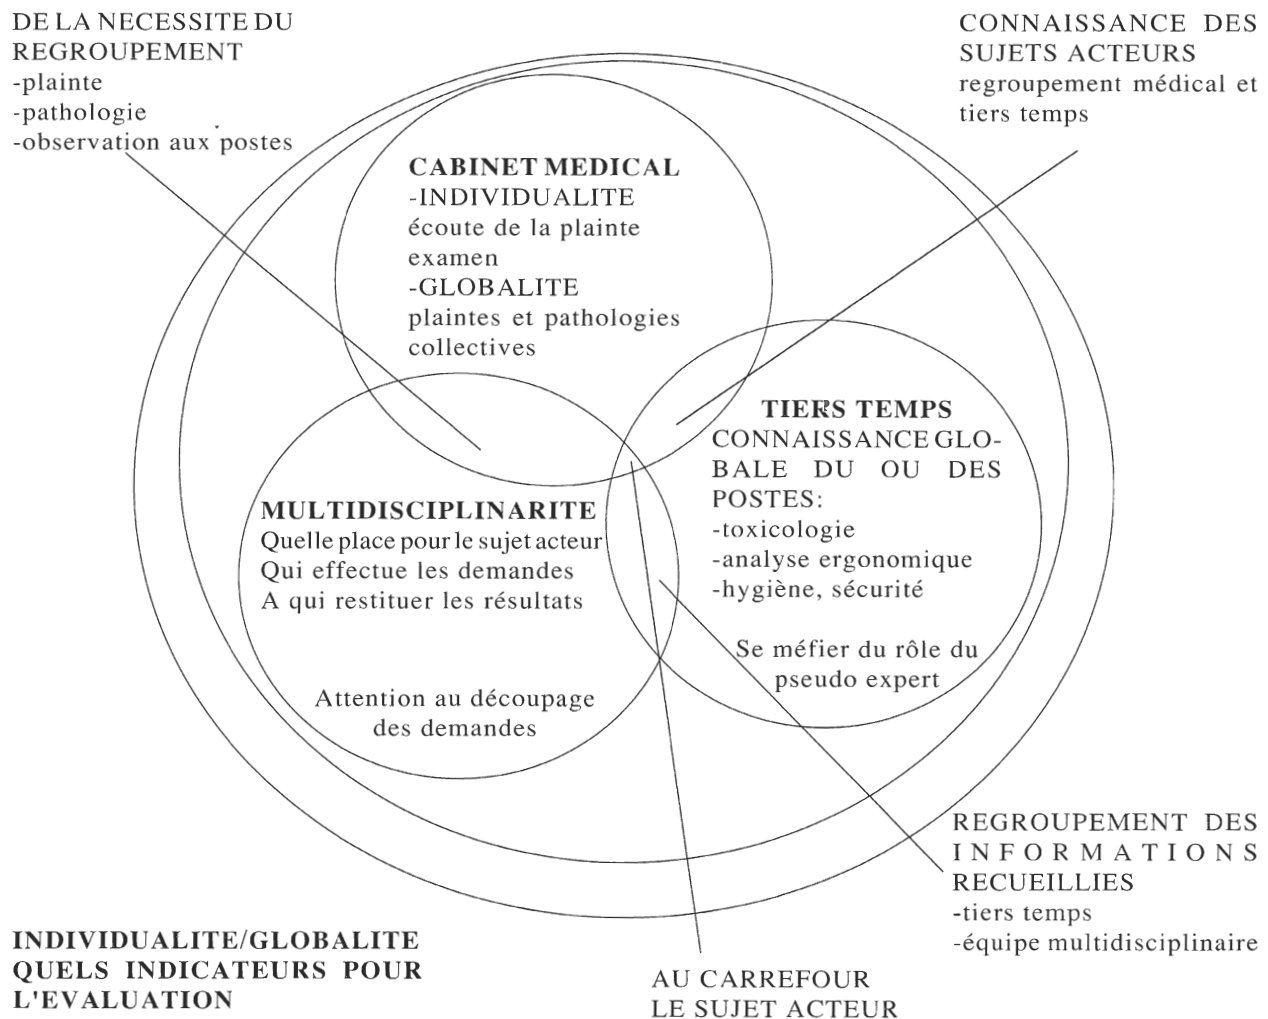 DE LA NECESSITE DU
REGROUPEMENT
-plainte
-pathologie
-observation aux postes
CONNAISSANCE DES
SUJETS ACTEURS
regroupement médical et
tiers temps
CABINET MEDICAL
-INDIVIDUALITE
écoute de la plainte
examen
-GLOBALITE
plaintes et pathologies
collectives
TIERS TEMPS
CONNAISSANCE GLO-
BALE DU OU DES
POSTES:
-toxicologie
-analyse ergonomique
-hygiène, sécurité
Se méfier du rôle du
pseudo expert
MULTIDISCIPLINARITE
Quelle place pour le sujet acteur
Qui effectue les demandes
A qui restituer les résultats
Attention au découpage
des demandes
REGROUPEMENT DES
INFORMATIONS
RECUEILLIES
-tiers temps
-équipe multidisciplinaire
INDIVIDUALITE/GLOBALITE
QUELS INDICATEURS POUR
L'EVALUATION
AU CARREFOUR
LE SUJET ACTEUR